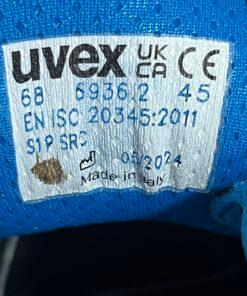 uvex UK CA CE
68 6936.2 45
EN ISO 20345:2011
S1P SRC
05/2024
Made in Italy